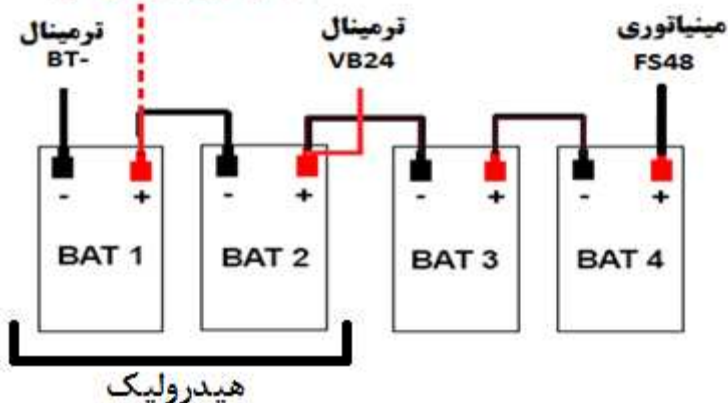 ترمینال
BT-
ترمینال
VB24
مینیاتوری
FS48
- +
- +
- +
- +
BAT 1
BAT 2
BAT 3
BAT 4
هیدرولیک